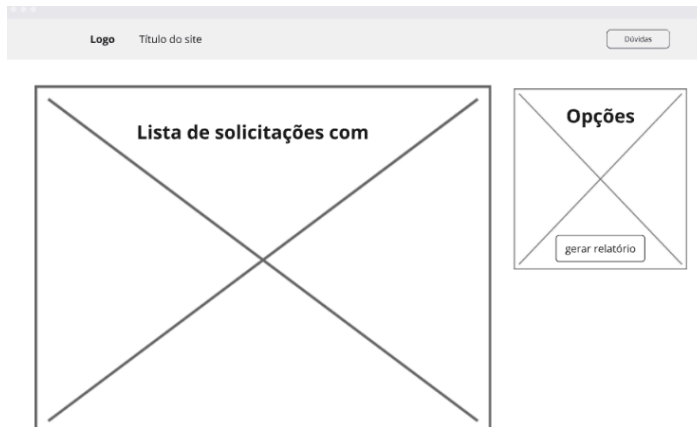 Logo
Título do site
Dúvidas
Lista de solicitações com
Opções
gerar relatório